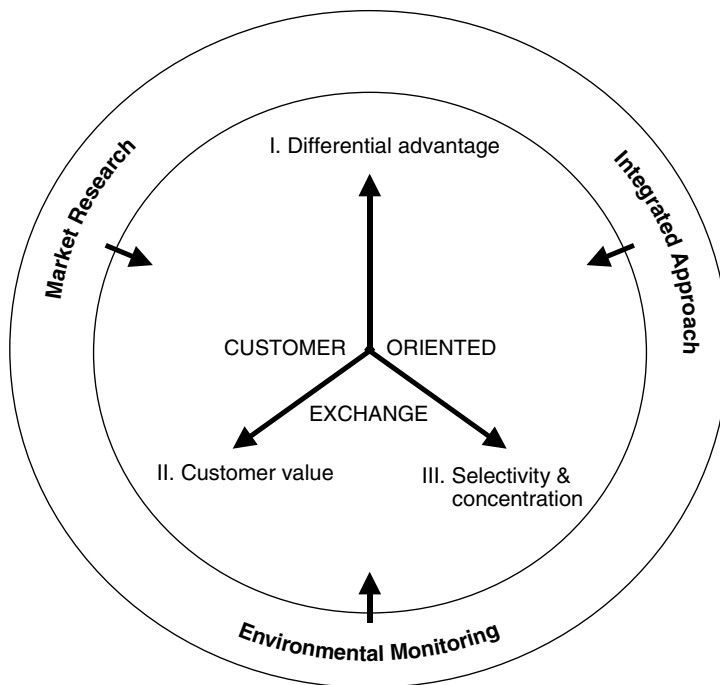 I. Differential advantage
Market Research
Integrated Approach
CUSTOMER ORIENTED
EXCHANGE
II. Customer value
III. Selectivity &
concentration
Environmental Monitoring